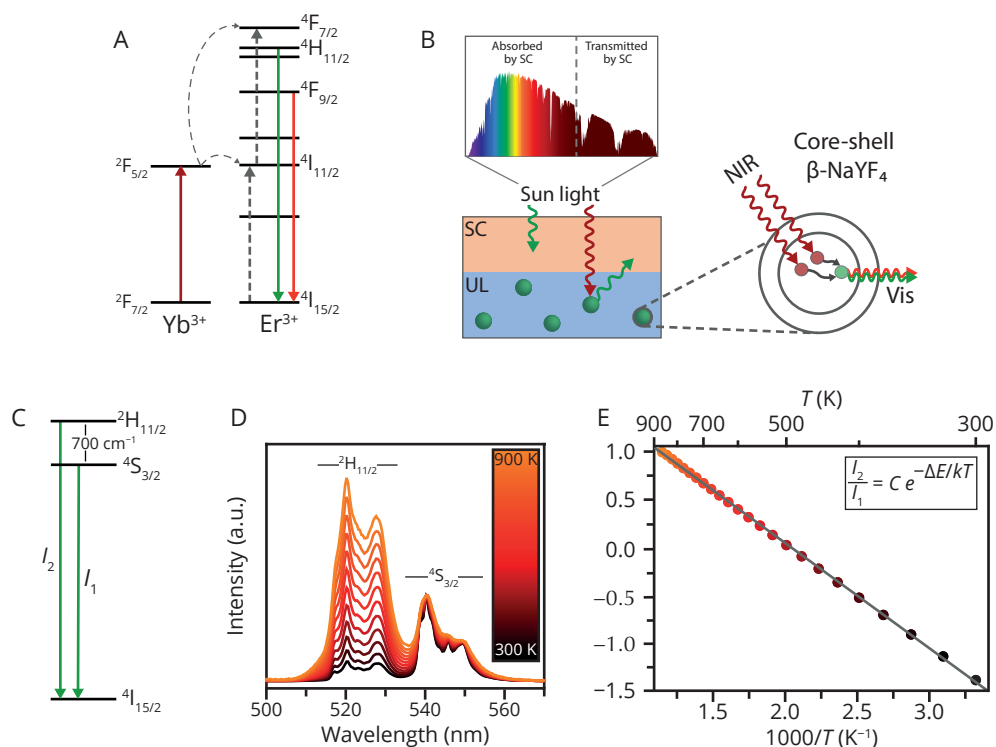 A
⁴F₇/₂
⁴H₁₁/₂
⁴F₉/₂
²F₅/₂
⁴I₁₁/₂
²F₇/₂
⁴I₁₅/₂
Yb³⁺
Er³⁺
B
Absorbed by SC
Transmitted by SC
Sun light
SC
UL
Core-shell
β-NaYF₄
NIR
Vis
C
²H₁₁/₂
700 cm⁻¹
⁴S₃/₂
I₂
I₁
⁴I₁₅/₂
D
Intensity (a.u.)
²H₁₁/₂
⁴S₃/₂
900 K
300 K
500 520 540 560
Wavelength (nm)
E
T (K)
900 700 500 300
I₂/I₁ = C e^−ΔE/kT
1.0
0.5
0.0
−0.5
−1.0
−1.5
1.5 2.0 2.5 3.0
1000/T (K⁻¹)